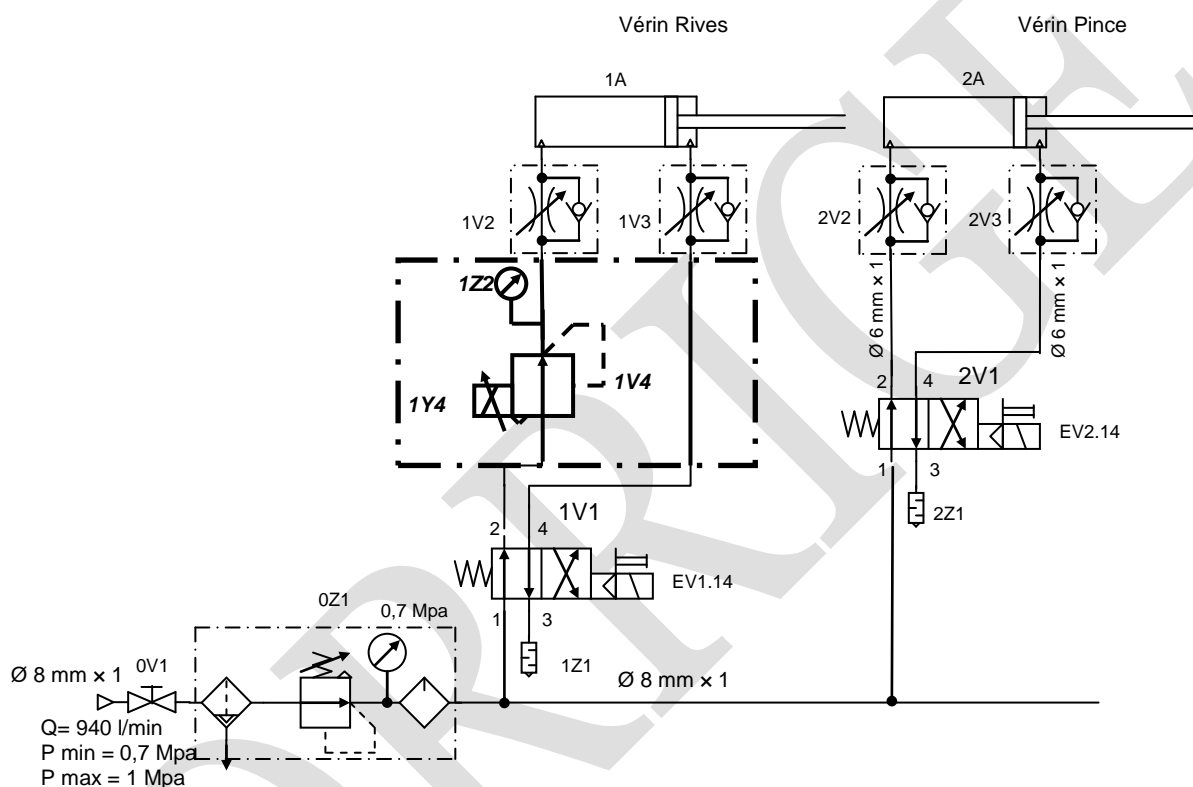 Vérin Rives
Vérin Pince
1A
2A
1V2
1V3
2V2
2V3
1Z2
Ø 6 mm × 1
Ø 6 mm × 1
1Y4
1V4
2
4
2V1
EV2.14
1
3
2Z1
1V1
2
4
EV1.14
1
3
1Z1
0Z1
0,7 Mpa
Ø 8 mm × 1
0V1
Ø 8 mm × 1
Q= 940 l/min
P min = 0,7 Mpa
P max = 1 Mpa
ORRIGE